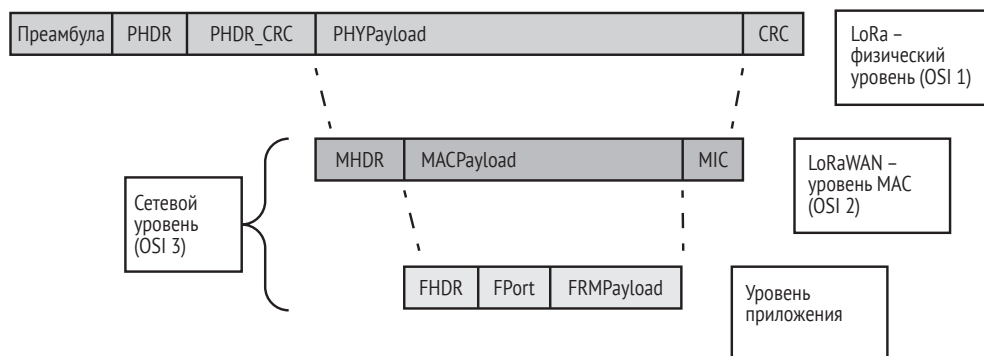 Преамбула PHDR PHDR_CRC PHYPayload CRC
LoRa –
физический
уровень (OSI 1)
MHDR MACPayload MIC
LoRaWAN –
уровень MAC
(OSI 2)
Сетевой
уровень
(OSI 3)
FHDR FPort FRMPayload
Уровень
приложения